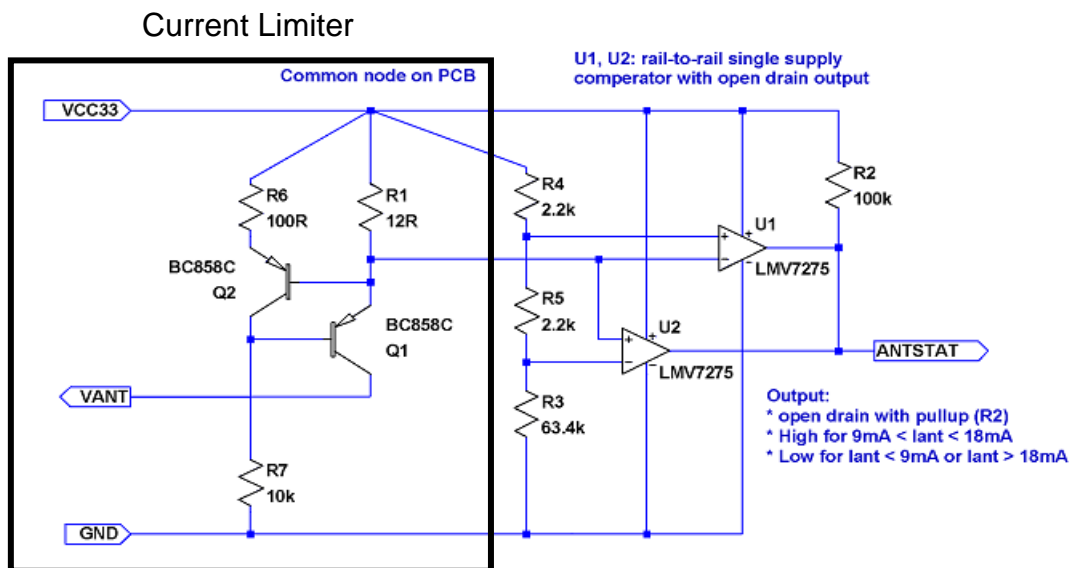 Current Limiter
Common node on PCB
U1, U2: rail-to-rail single supply
comperator with open drain output
VCC33
R6
100R
R1
12R
R4
2.2k
R2
100k
U1
LMV7275
BC858C
Q2
BC858C
Q1
R5
2.2k
U2
LMV7275
ANTSTAT
VANT
R3
63.4k
Output:
* open drain with pullup (R2)
* High for 9mA < Iant < 18mA
* Low for Iant < 9mA or Iant > 18mA
R7
10k
GND